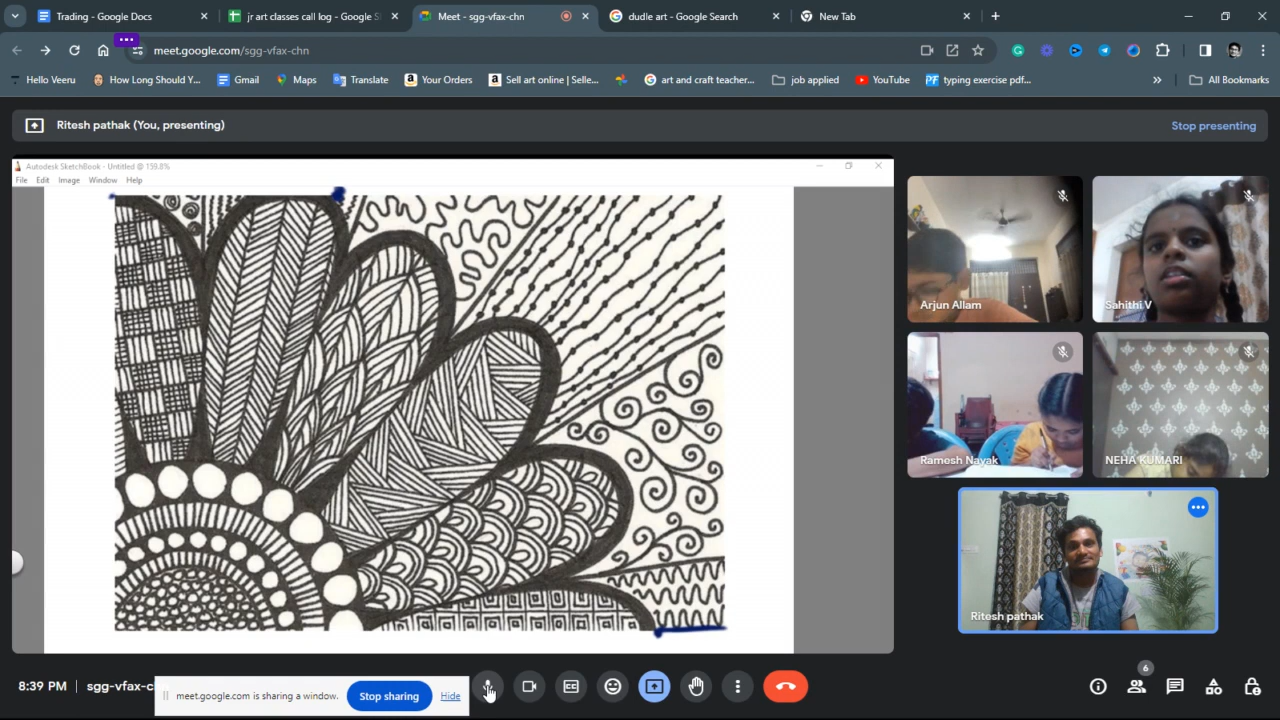 Trading - Google Docs
jr art classes call log - Google S
Meet - sgg-vfax-chn
dudle art - Google Search
New Tab
meet.google.com/sgg-vfax-chn
Hello Veeru
How Long Should Y...
Gmail
Maps
Translate
Your Orders
Sell art online | Selle...
art and craft teacher...
job applied
YouTube
typing exercise pdf...
All Bookmarks
Ritesh pathak (You, presenting)
Stop presenting
Autodesk SketchBook - Untitled @ 159.8%
File Edit Image Window Help
Arjun Allam
Sahithi V
Ramesh Nayak
NEHA KUMARI
Ritesh pathak
6
8:39 PM
sgg-vfax-c
meet.google.com is sharing a window.
Stop sharing
Hide